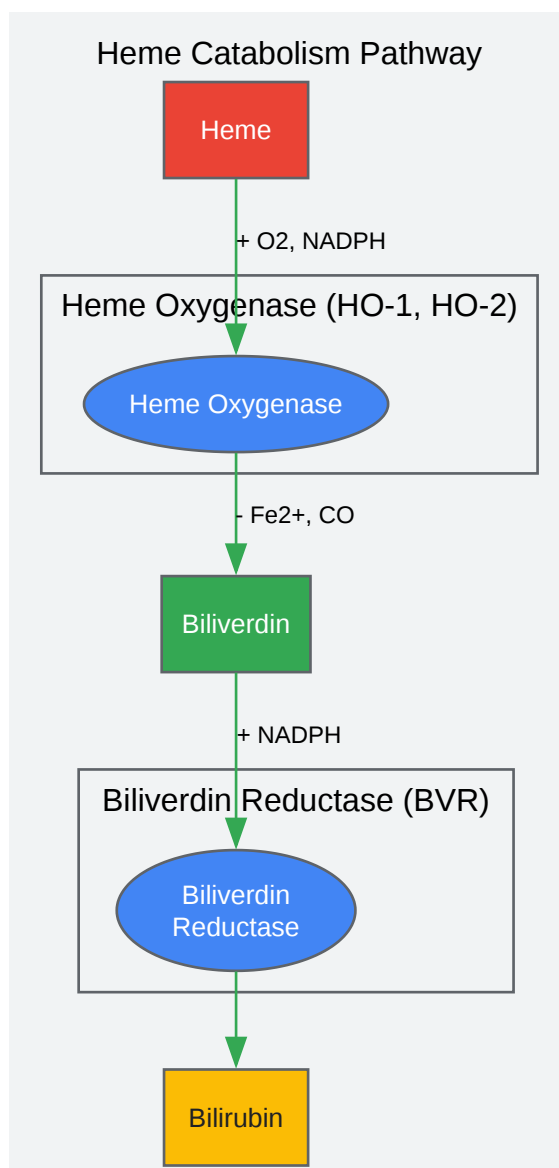 Heme Catabolism Pathway
Heme
+ O2, NADPH
Heme Oxygenase (HO-1, HO-2)
Heme Oxygenase
- Fe2+, CO
Biliverdin
+ NADPH
Biliverdin Reductase (BVR)
Biliverdin
Reductase
Bilirubin